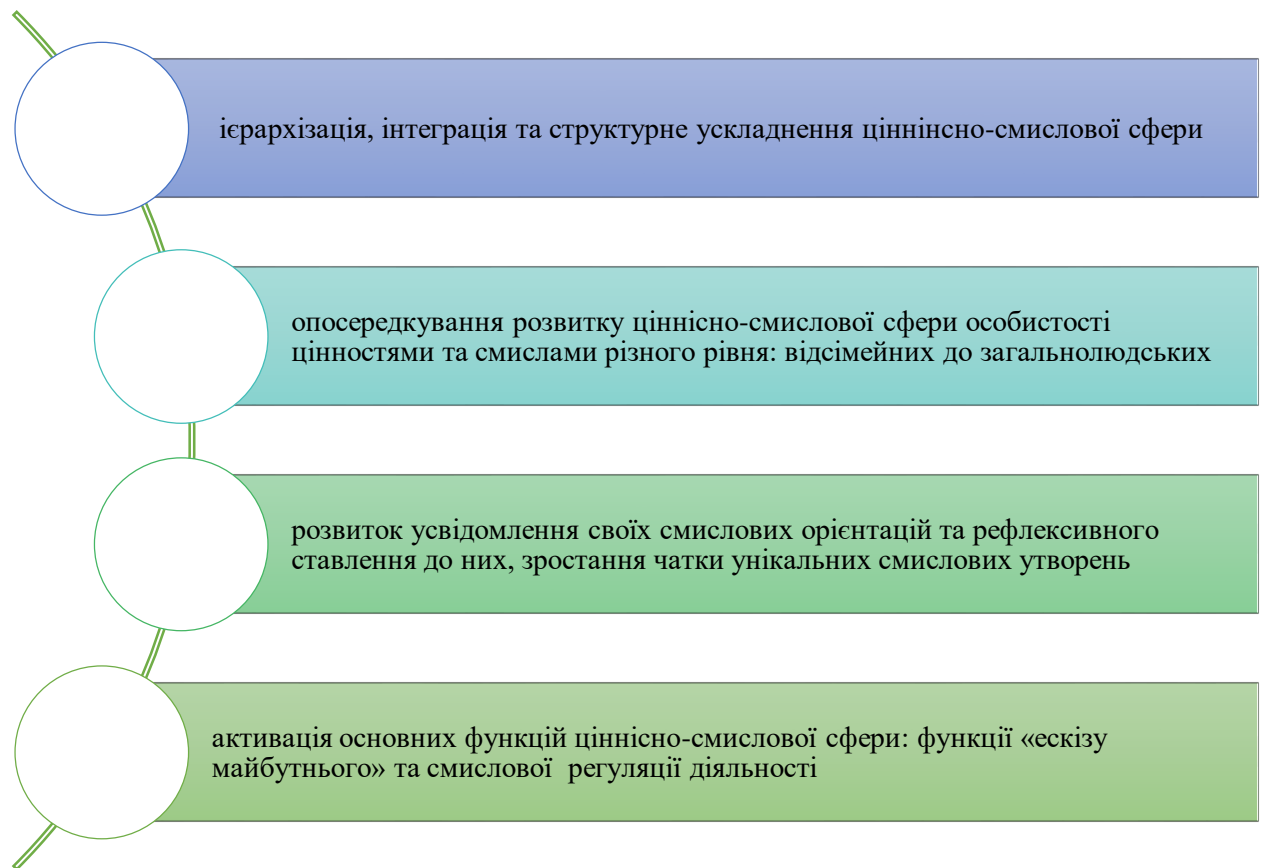 ієрархізація, інтеграція та структурне ускладнення ціннінсно-смислової сфери
опосередкування розвитку ціннісно-смислової сфери особистості
цінностями та смислами різного рівня: відсімейних до загальнолюдських
розвиток усвідомлення своїх смислових орієнтацій та рефлексивного
ставлення до них, зростання чатки унікальних смислових утворень
активація основних функцій ціннісно-смислової сфери: функції «ескізу
майбутнього» та смислової  регуляції діяльності